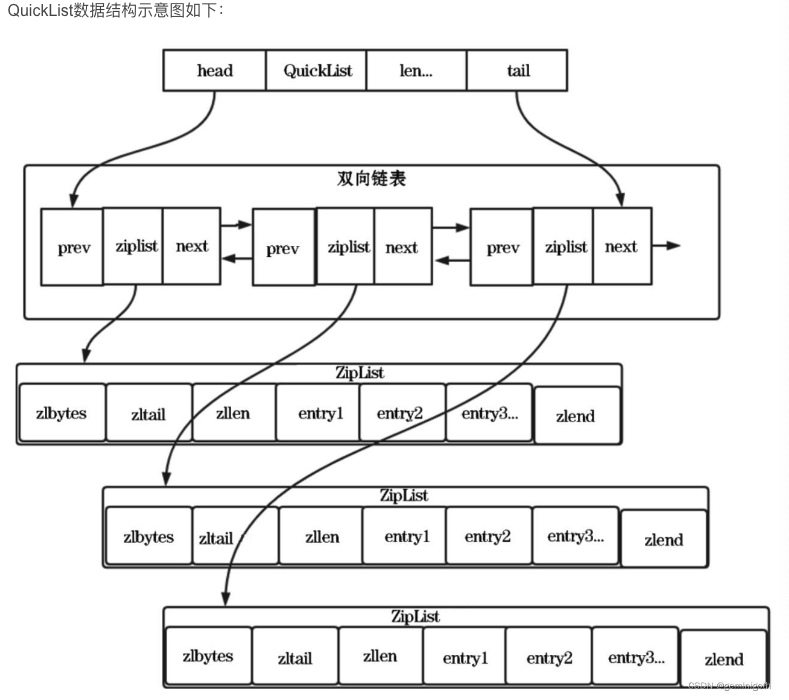 QuickList数据结构示意图如下：
head QuickList len... tail
双向链表
prev ziplist next prev ziplist next prev ziplist next
ZipList
zlbytes zltail zllen entry1 entry2 entry3... zlend
ZipList
zlbytes zltail zllen entry1 entry2 entry3... zlend
ZipList
zlbytes zltail zllen entry1 entry2 entry3... zlend